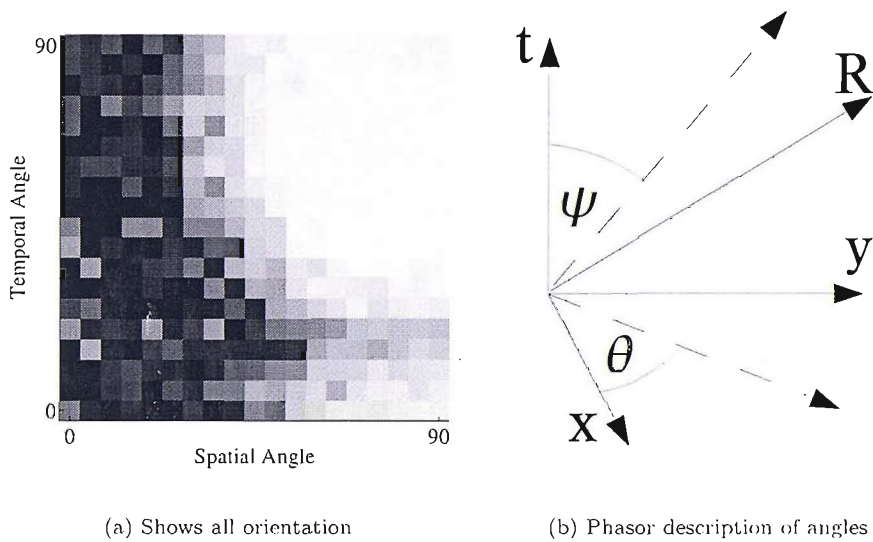 90
Temporal Angle
0
0
90
Spatial Angle
(a) Shows all orientation
t
R
ψ
y
θ
x
(b) Phasor description of angles